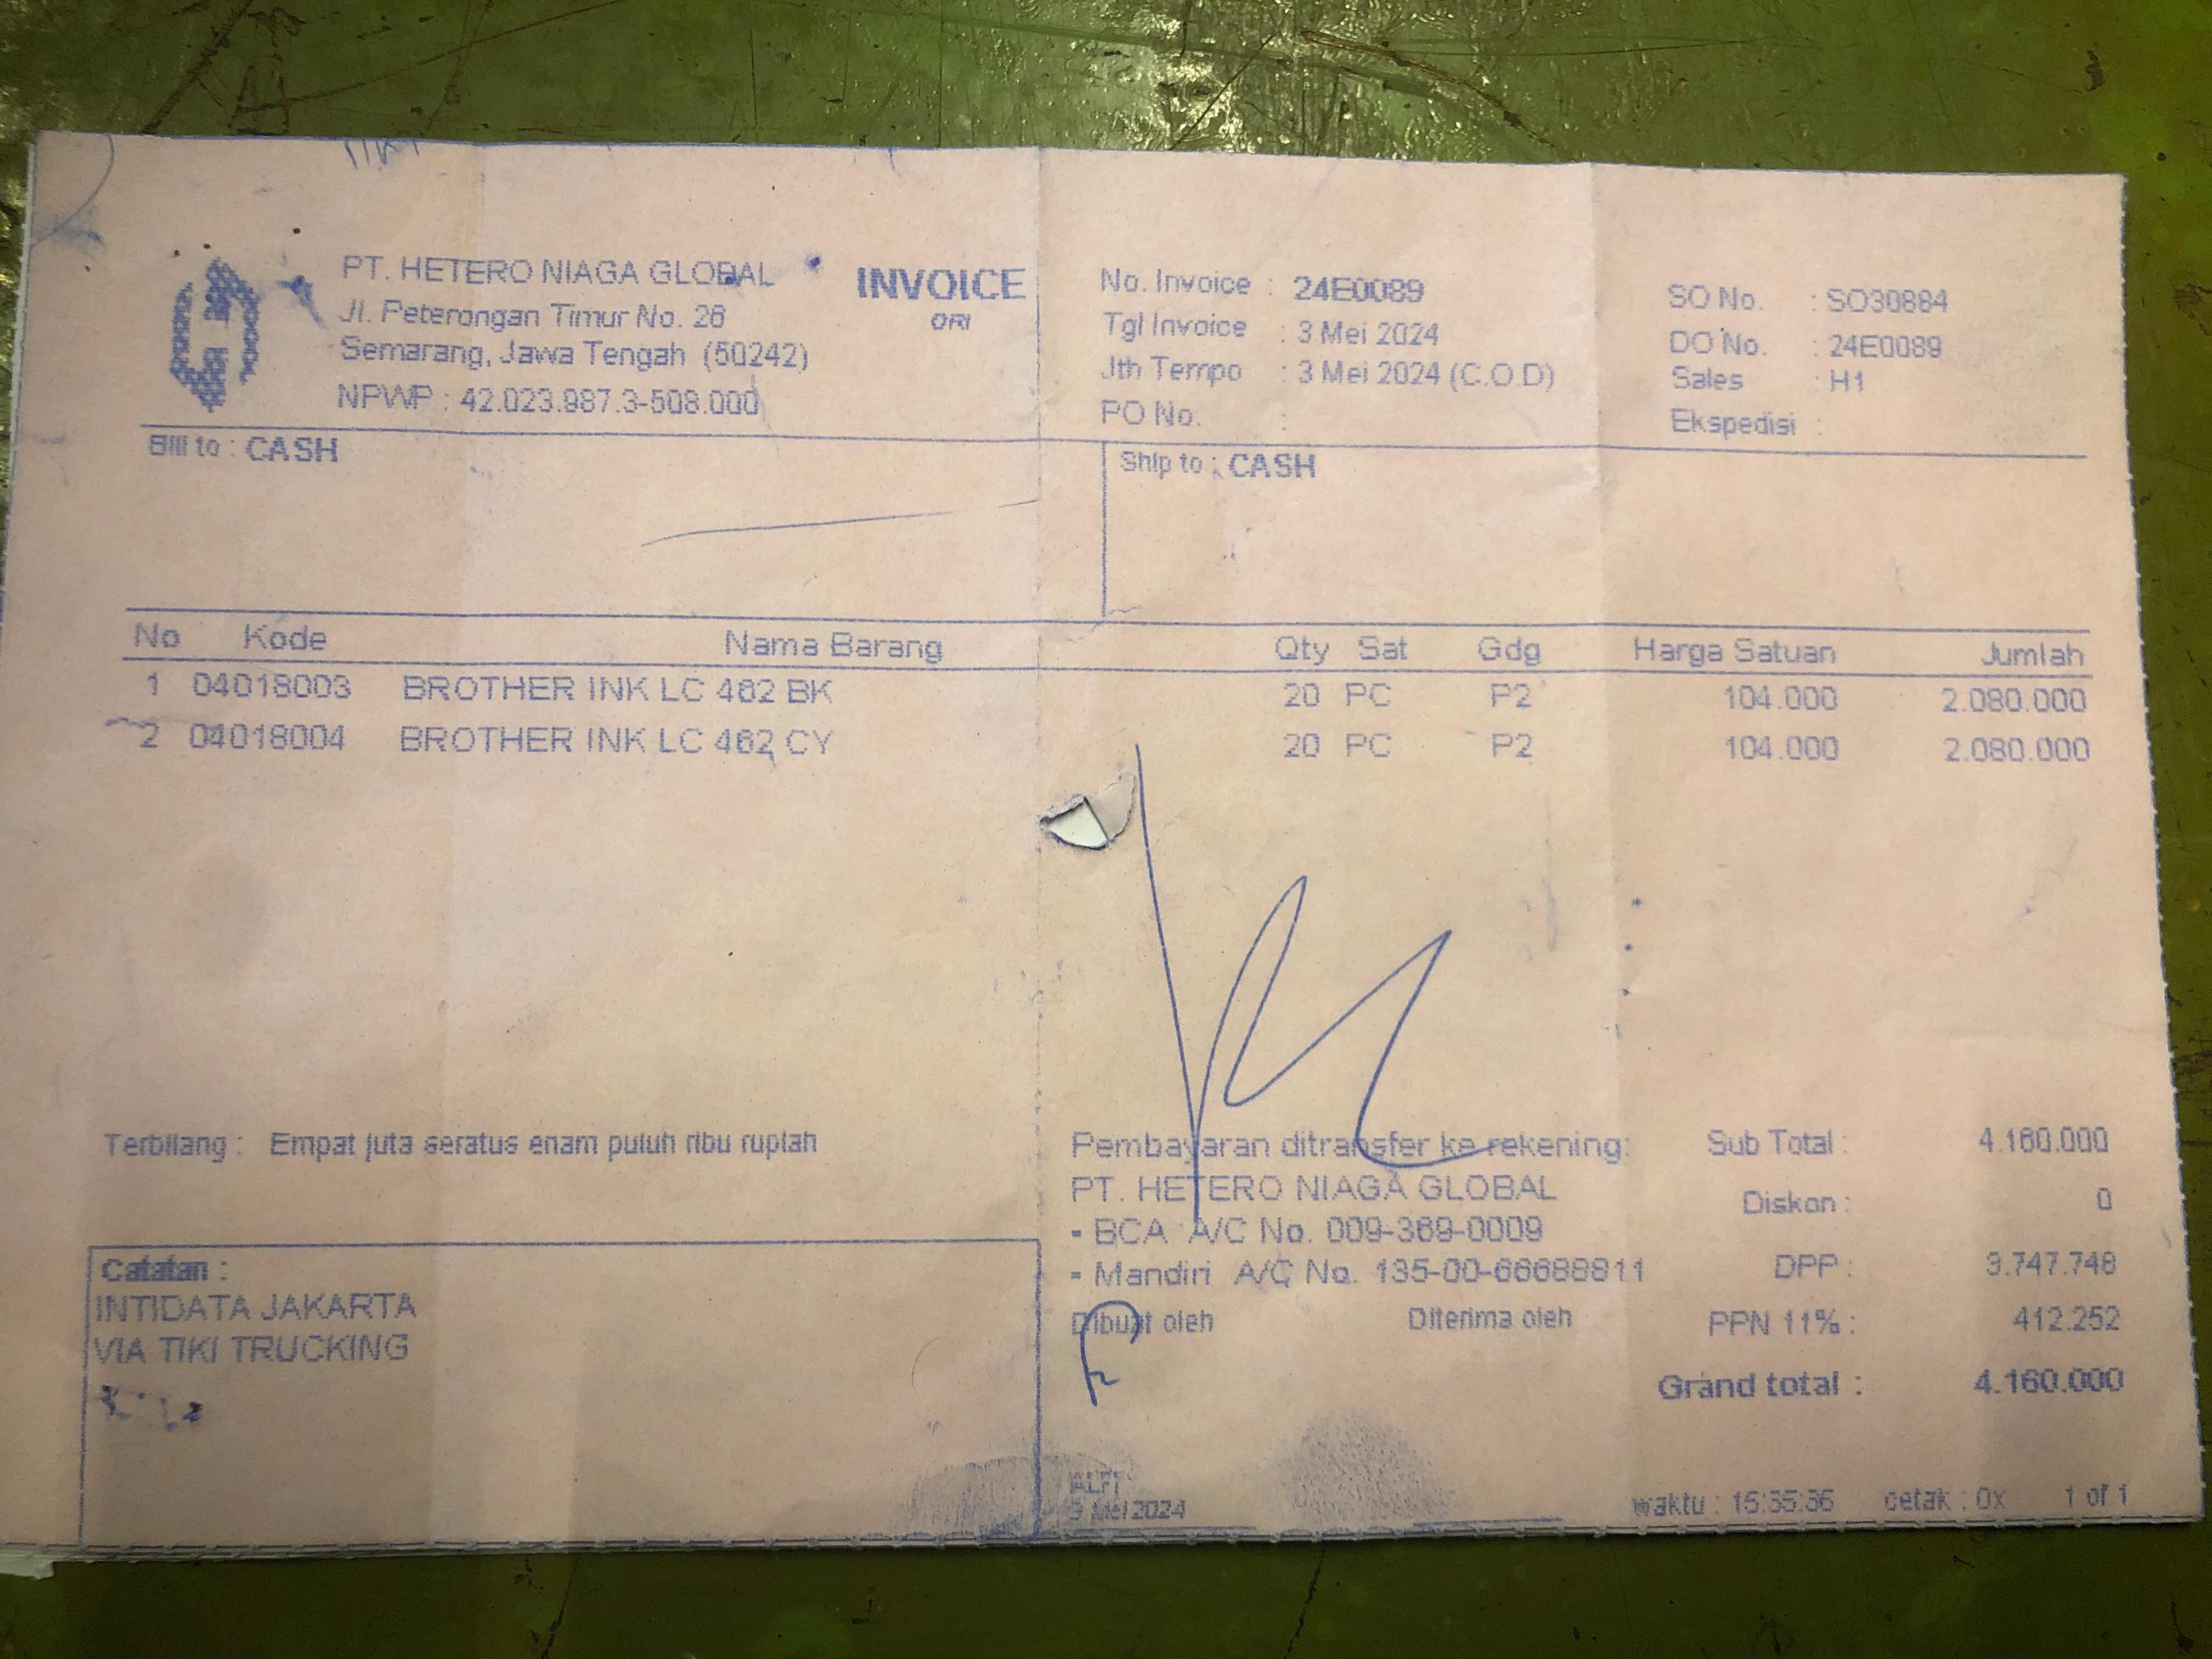 PT. HETERO NIAGA GLOBAL
Jl. Peterongan Timur No. 26
Semarang, Jawa Tengah (50242)
NPWP : 42.023.987.3-508.000
INVOICE
ORI
No. Invoice : 24E0089
Tgl Invoice : 3 Mei 2024
Jth Tempo : 3 Mei 2024 (C.O.D)
PO No. :
SO No. : SO30884
DO No. : 24E0089
Sales : H1
Ekspedisi :
Bill to : CASH
Ship to : CASH
No Kode Nama Barang Qty Sat Gdg Harga Satuan Jumlah
1 04018003 BROTHER INK LC 462 BK 20 PC P2 104.000 2.080.000
2 04018004 BROTHER INK LC 462 CY 20 PC P2 104.000 2.080.000
Terbilang : Empat juta seratus enam puluh ribu rupiah
Catatan :
INTIDATA JAKARTA
VIA TIKI TRUCKING
Pembayaran ditransfer ke rekening:
PT. HETERO NIAGA GLOBAL
- BCA A/C No. 009-369-0009
- Mandiri A/C No. 135-00-66688811
Dibuat oleh Diterima oleh
ALFI
3 Mei 2024
Sub Total : 4.160.000
Diskon : 0
DPP : 3.747.748
PPN 11% : 412.252
Grand total : 4.160.000
waktu : 15:35:36 cetak : 0x 1 of 1